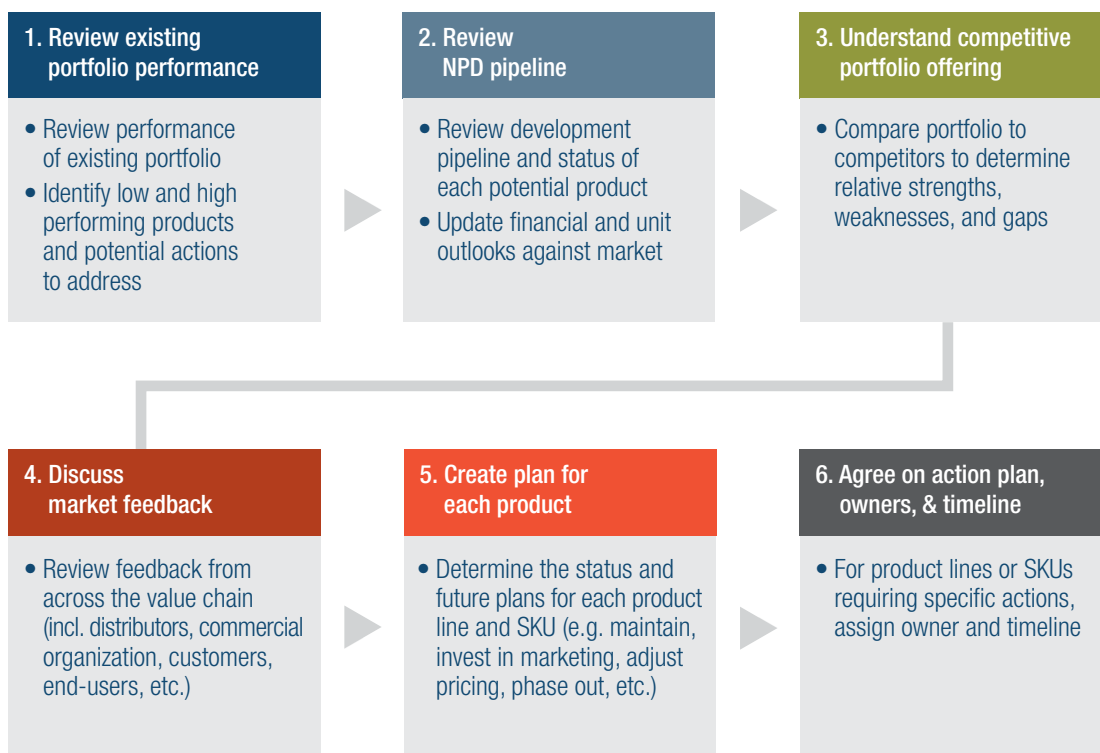 1. Review existing
portfolio performance
• Review performance
of existing portfolio
• Identify low and high
performing products
and potential actions
to address
2. Review
NPD pipeline
• Review development
pipeline and status of
each potential product
• Update financial and unit
outlooks against market
3. Understand competitive
portfolio offering
• Compare portfolio to
competitors to determine
relative strengths,
weaknesses, and gaps
4. Discuss
market feedback
• Review feedback from
across the value chain
(incl. distributors, commercial
organization, customers,
end-users, etc.)
5. Create plan for
each product
• Determine the status and
future plans for each product
line and SKU (e.g. maintain,
invest in marketing, adjust
pricing, phase out, etc.)
6. Agree on action plan,
owners, & timeline
• For product lines or SKUs
requiring specific actions,
assign owner and timeline